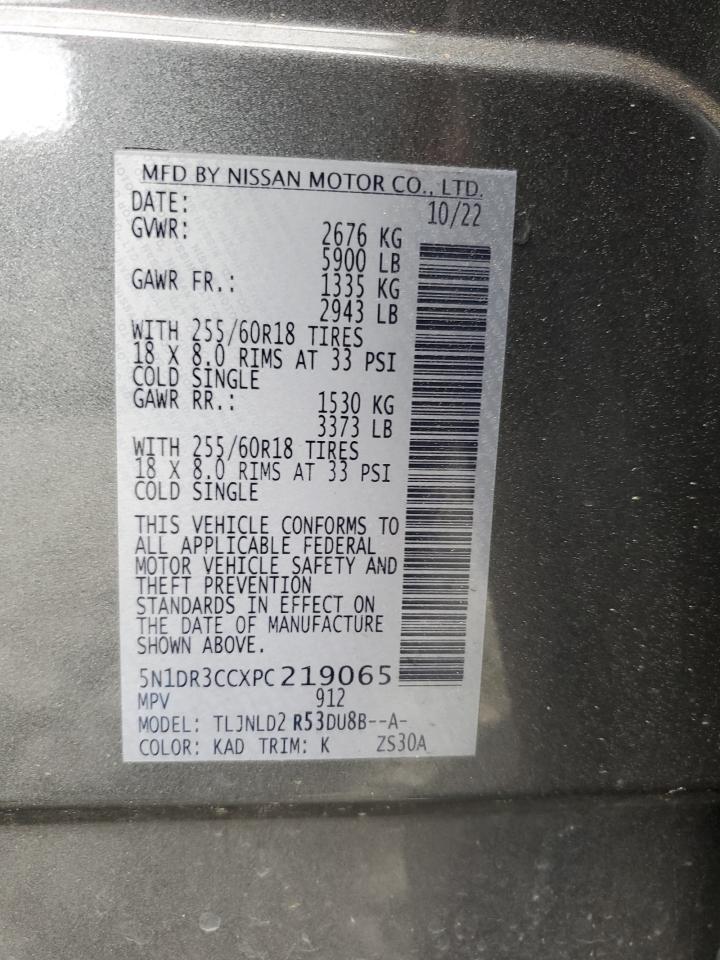 MFD BY NISSAN MOTOR CO., LTD.
DATE: 10/22
GVWR: 2676 KG
5900 LB
GAWR FR.: 1335 KG
2943 LB
WITH 255/60R18 TIRES
18 X 8.0 RIMS AT 33 PSI
COLD SINGLE
GAWR RR.: 1530 KG
3373 LB
WITH 255/60R18 TIRES
18 X 8.0 RIMS AT 33 PSI
COLD SINGLE
THIS VEHICLE CONFORMS TO
ALL APPLICABLE FEDERAL
MOTOR VEHICLE SAFETY AND
THEFT PREVENTION
STANDARDS IN EFFECT ON
THE DATE OF MANUFACTURE
SHOWN ABOVE.
5N1DR3CCXPC219065
MPV 912
MODEL: TLJNLD2 R53DU8B--A-
COLOR: KAD TRIM: K ZS30A